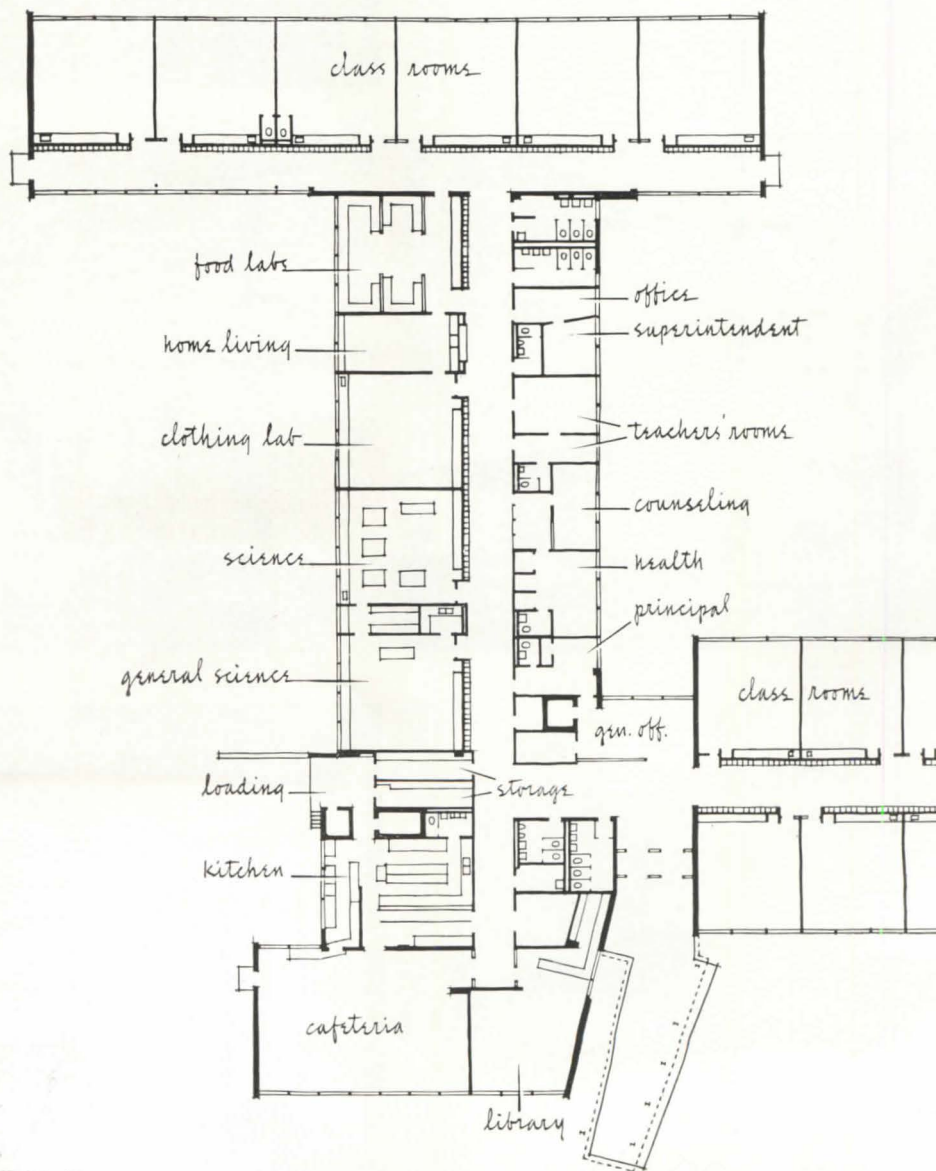 class rooms
food labs
office
superintendent
home living
teachers' rooms
clothing lab
counseling
science
health
principal
general science
class rooms
gen. off.
loading
storage
kitchen
cafeteria
library